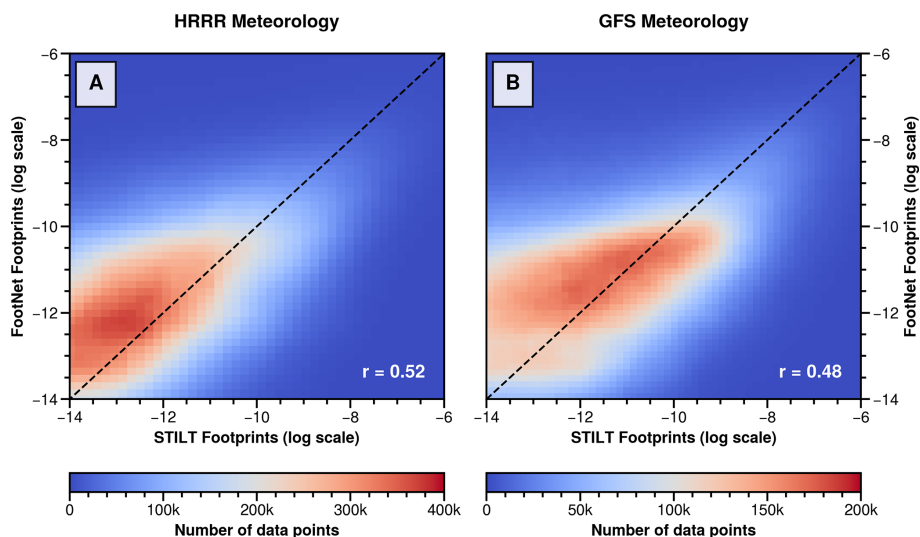 HRRR Meteorology
GFS Meteorology
A
B
−6
−8
−10
−12
−14
−6
−8
−10
−12
−14
FootNet Footprints (log scale)
FootNet Footprints (log scale)
r = 0.52
r = 0.48
−14 −12 −10 −8 −6
−14 −12 −10 −8 −6
STILT Footprints (log scale)
STILT Footprints (log scale)
0 100k 200k 300k 400k
0 50k 100k 150k 200k
Number of data points
Number of data points